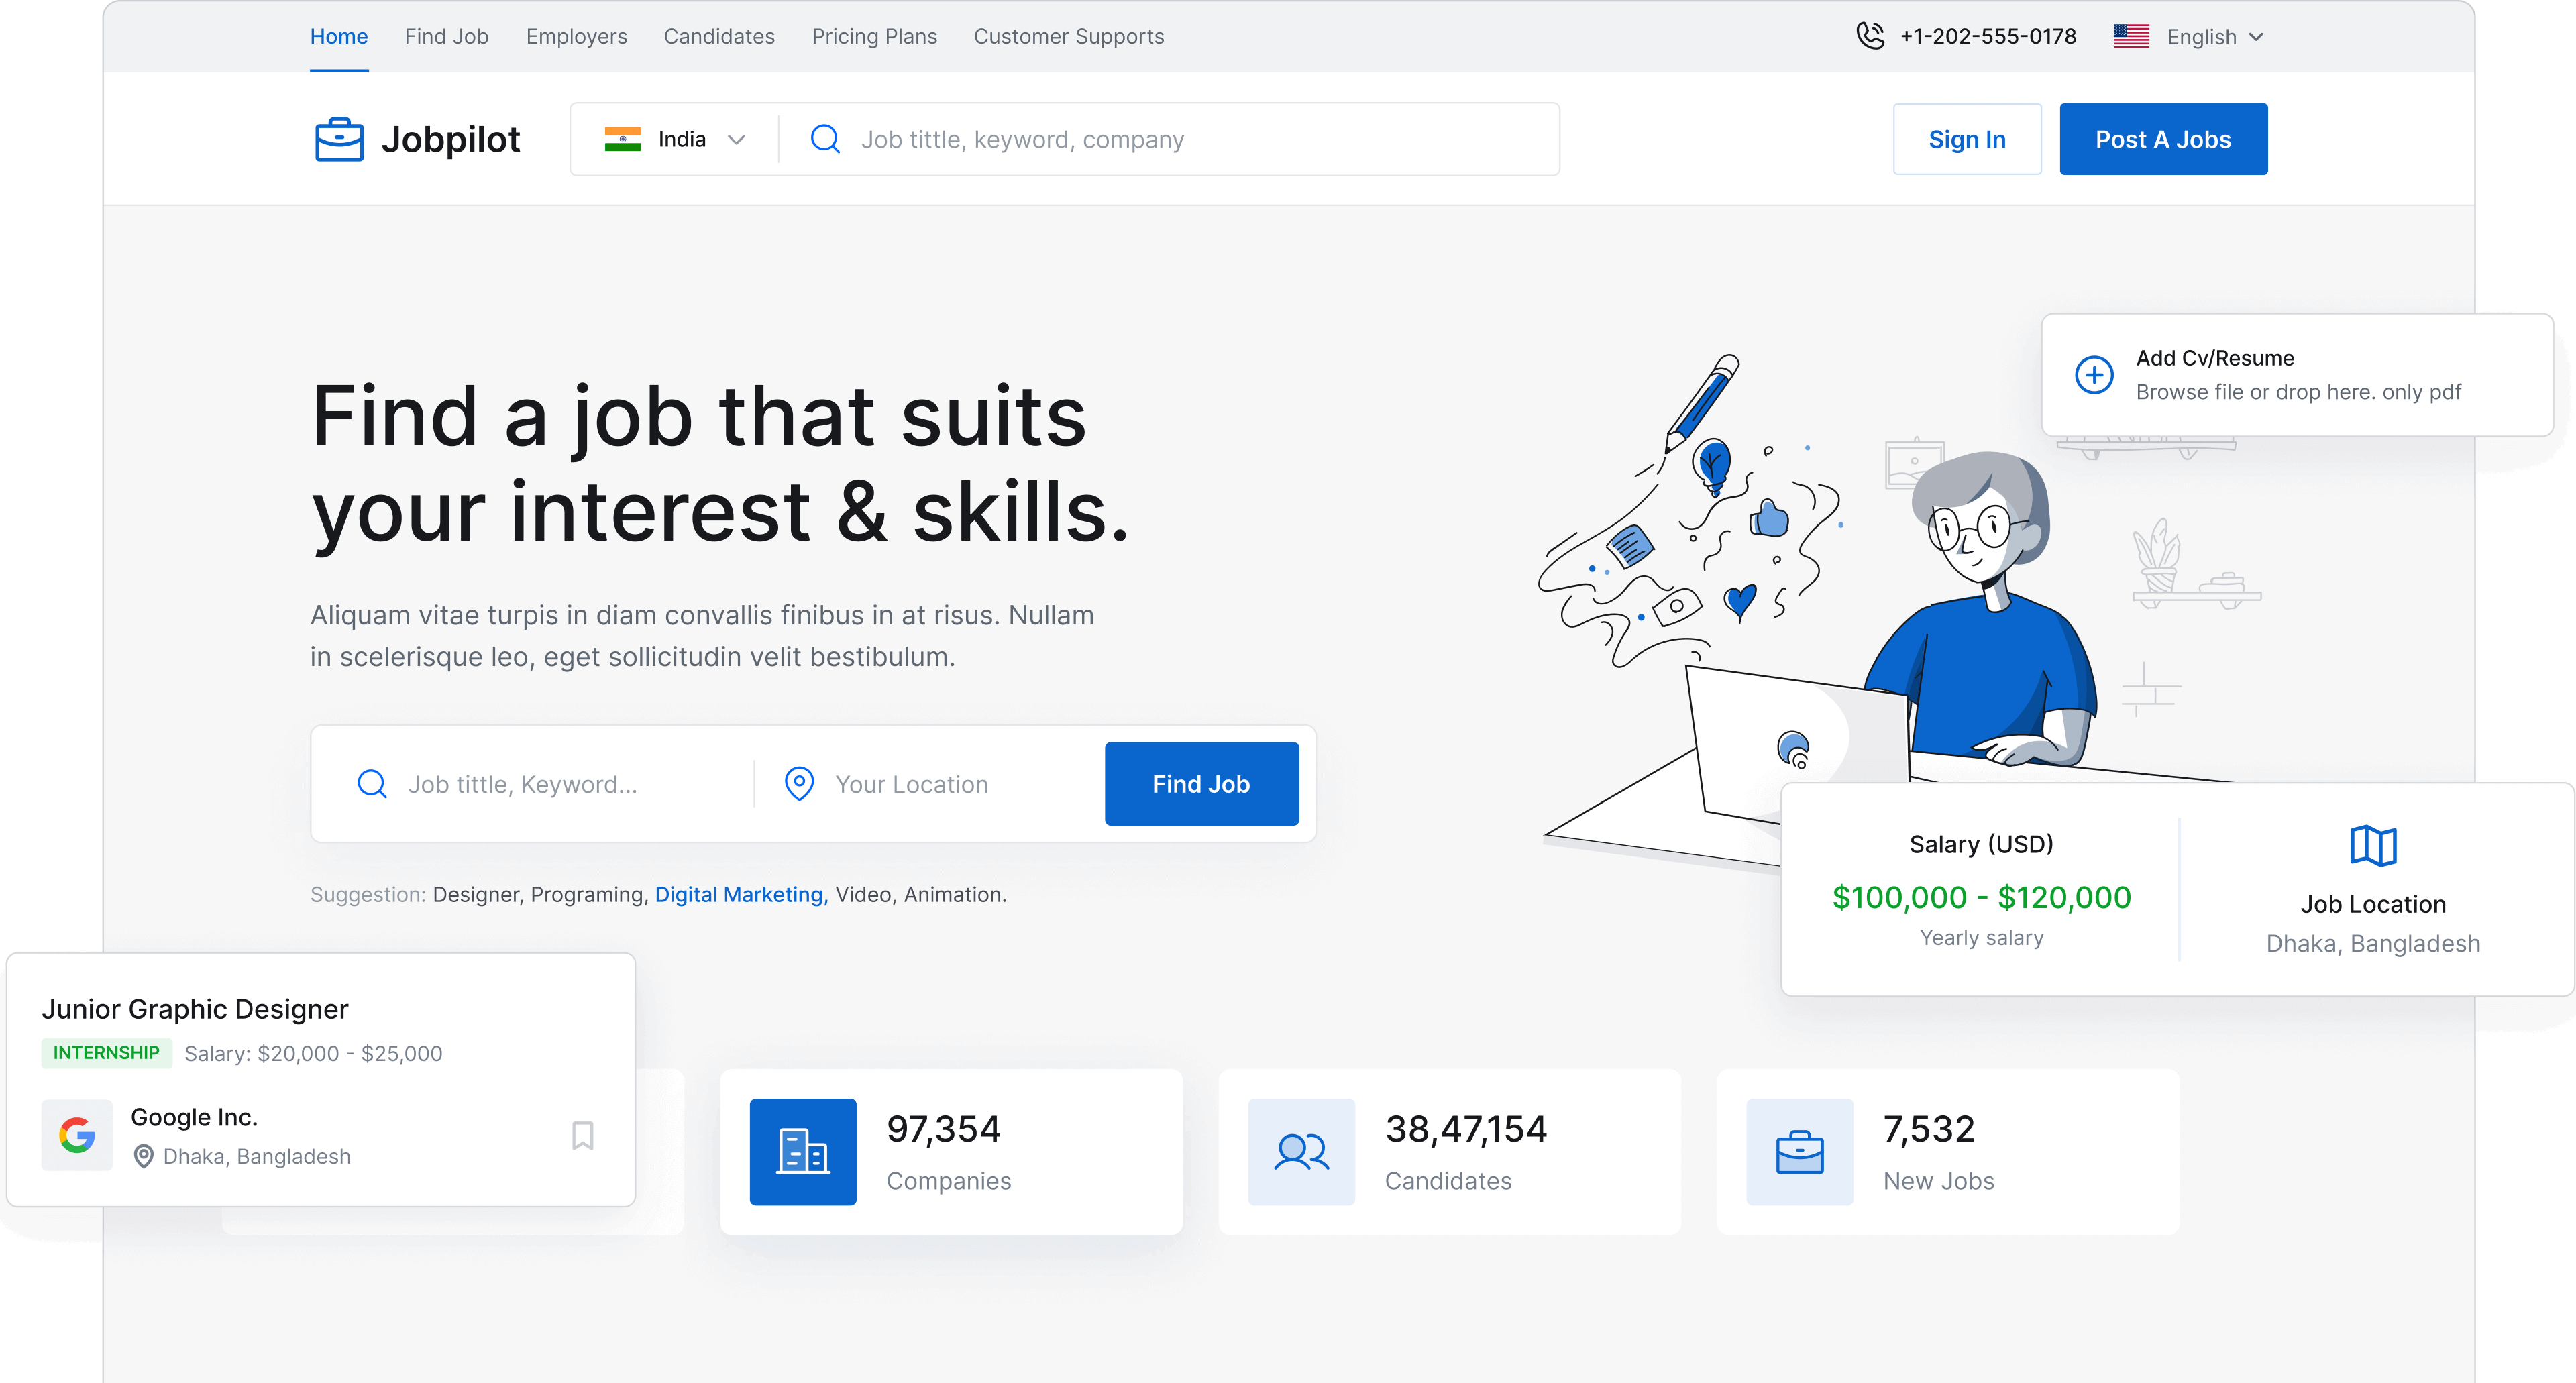 Home Find Job Employers Candidates Pricing Plans Customer Supports +1-202-555-0178 English
Jobpilot India Job tittle, keyword, company Sign In Post A Jobs
Add Cv/Resume
Browse file or drop here. only pdf
Find a job that suits
your interest & skills.
Aliquam vitae turpis in diam convallis finibus in at risus. Nullam
in scelerisque leo, eget sollicitudin velit bestibulum.
Job tittle, Keyword... Your Location Find Job
Suggestion: Designer, Programing, Digital Marketing, Video, Animation.
Salary (USD)
$100,000 - $120,000
Yearly salary
Job Location
Dhaka, Bangladesh
Junior Graphic Designer
INTERNSHIP Salary: $20,000 - $25,000
Google Inc.
Dhaka, Bangladesh
97,354
Companies
38,47,154
Candidates
7,532
New Jobs